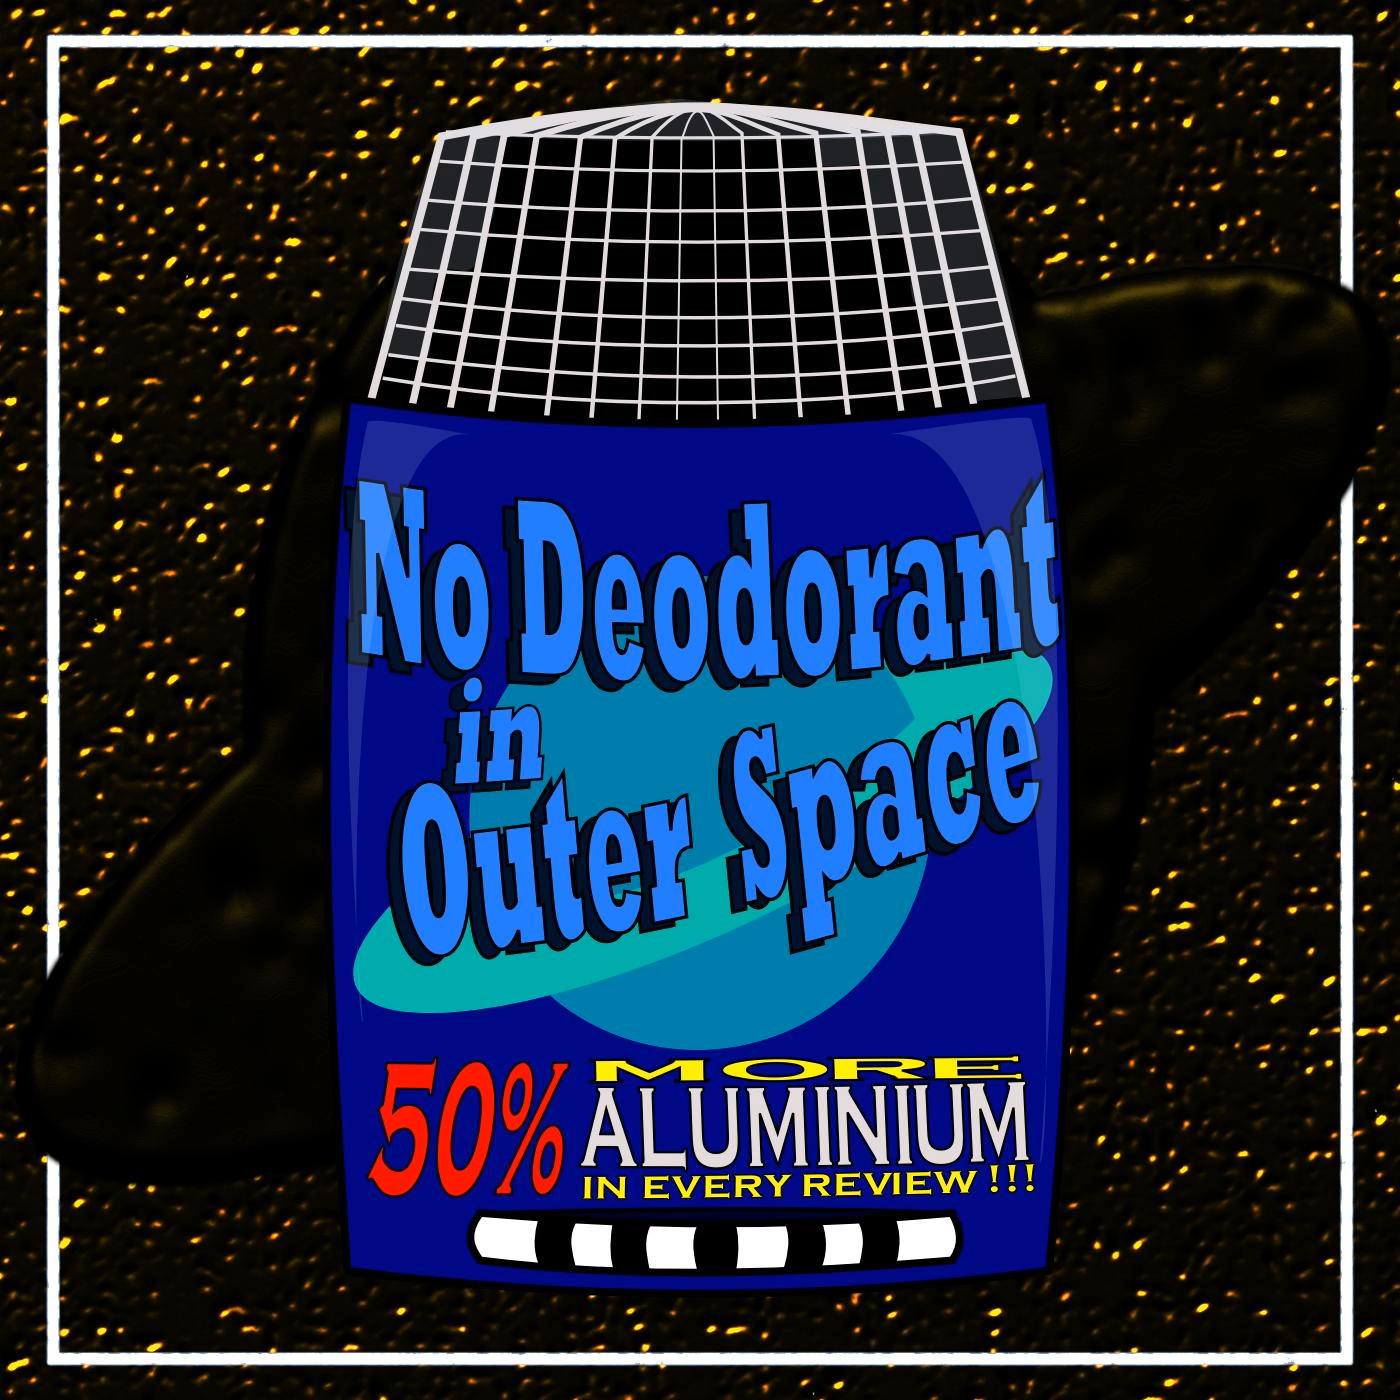 No Deodorant
in
Outer Space
50% MORE
ALUMINIUM
IN EVERY REVIEW !!!